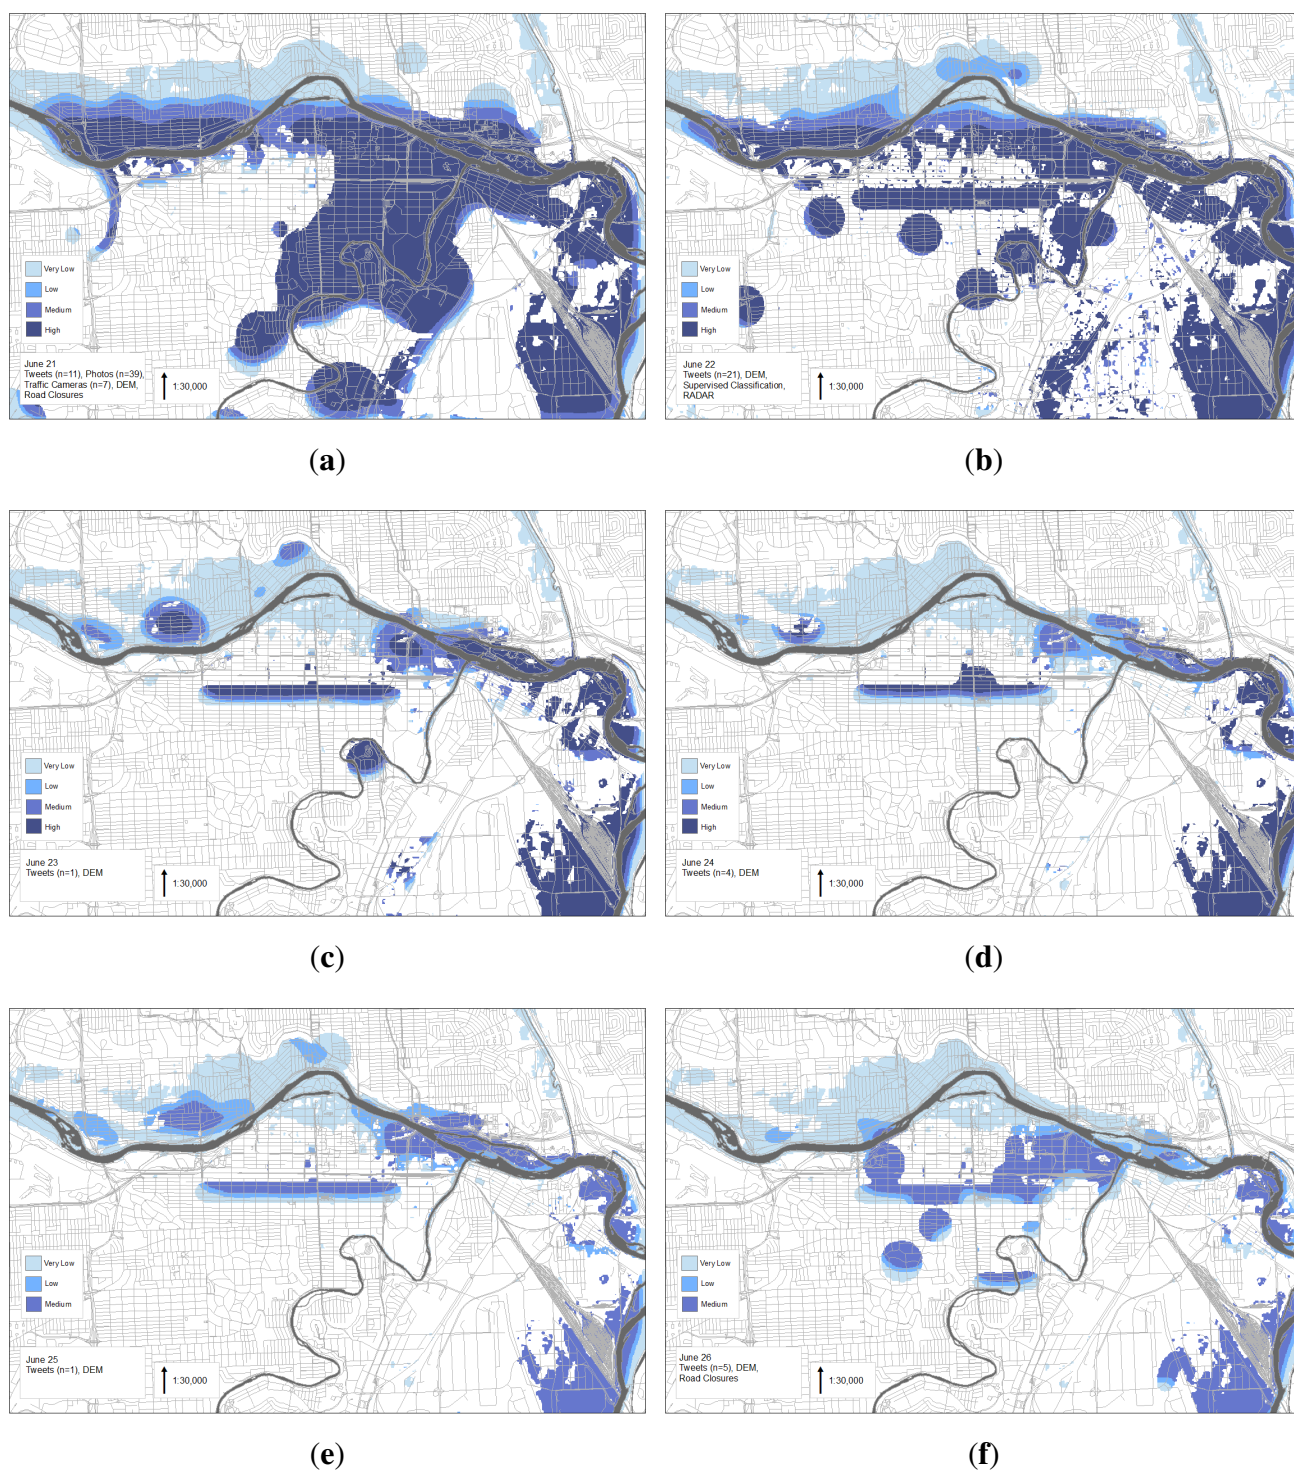 Very Low
Low
Medium
High
June 21
Tweets (n=11), Photos (n=39),
Traffic Cameras (n=7), DEM,
Road Closures
1:30,000
(a)
Very Low
Low
Medium
High
June 22
Tweets (n=21), DEM,
Supervised Classification,
RADAR
1:30,000
(b)
Very Low
Low
Medium
High
June 23
Tweets (n=1), DEM
1:30,000
(c)
Very Low
Low
Medium
High
June 24
Tweets (n=4), DEM
1:30,000
(d)
Very Low
Low
Medium
June 25
Tweets (n=1), DEM
1:30,000
(e)
Very Low
Low
Medium
June 26
Tweets (n=5), DEM,
Road Closures
1:30,000
(f)